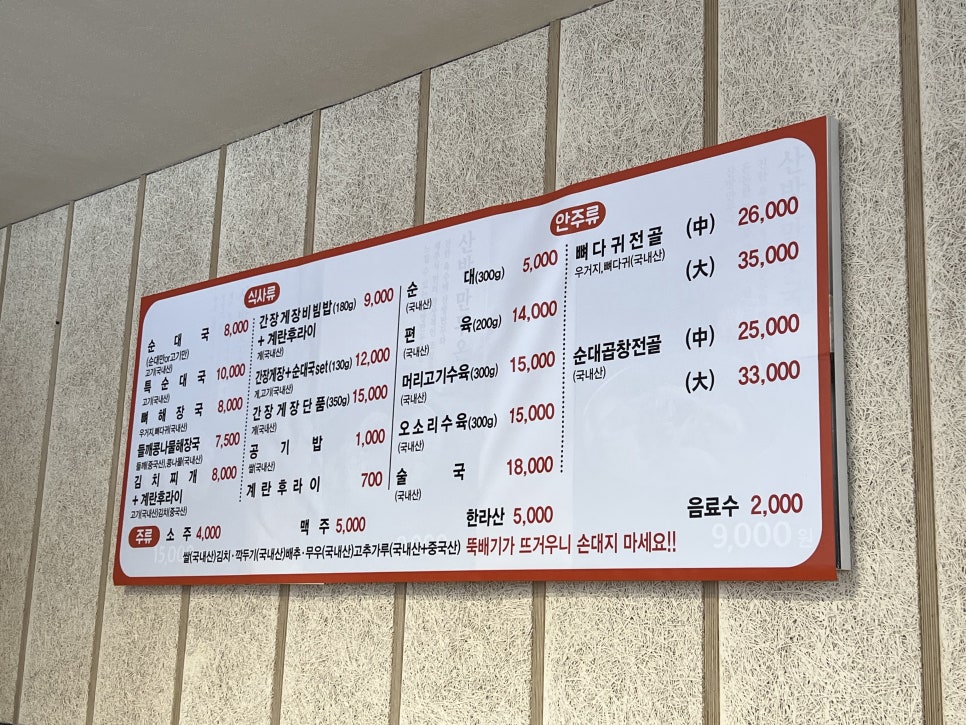 식사류
순대국 8,000
(순대만or고기만)
고기(국내산)
특순대국 10,000
고기(국내산)
뼈해장국 8,000
우거지,뼈다귀(국내산)
들깨콩나물해장국 7,500
들깨(중국산),콩나물(국내산)
김치찌개 8,000
+ 계란후라이
고기(국내산)김치(중국산)
간장게장비빔밥(180g) 9,000
+ 계란후라이
게(국내산)
간장게장+순대국set(130g) 12,000
게,고기(국내산)
간장게장단품(350g) 15,000
게(국내산)
공기밥 1,000
쌀(국내산)
계란후라이 700
안주류
순대(300g) 5,000
(국내산)
편육(200g) 14,000
(국내산)
머리고기수육(300g) 15,000
(국내산)
오소리수육(300g) 15,000
(국내산)
술국 18,000
(국내산)
뼈다귀전골 (中) 26,000
우거지,뼈다귀(국내산)
(大) 35,000
순대곱창전골 (中) 25,000
(국내산)
(大) 33,000
주류 소주 4,000 맥주 5,000 한라산 5,000 음료수 2,000
쌀(국내산)김치·깍두기(국내산)배추·무우(국내산)고추가루(국내산+중국산) 뚝배기가 뜨거우니 손대지 마세요!!
9,000 원